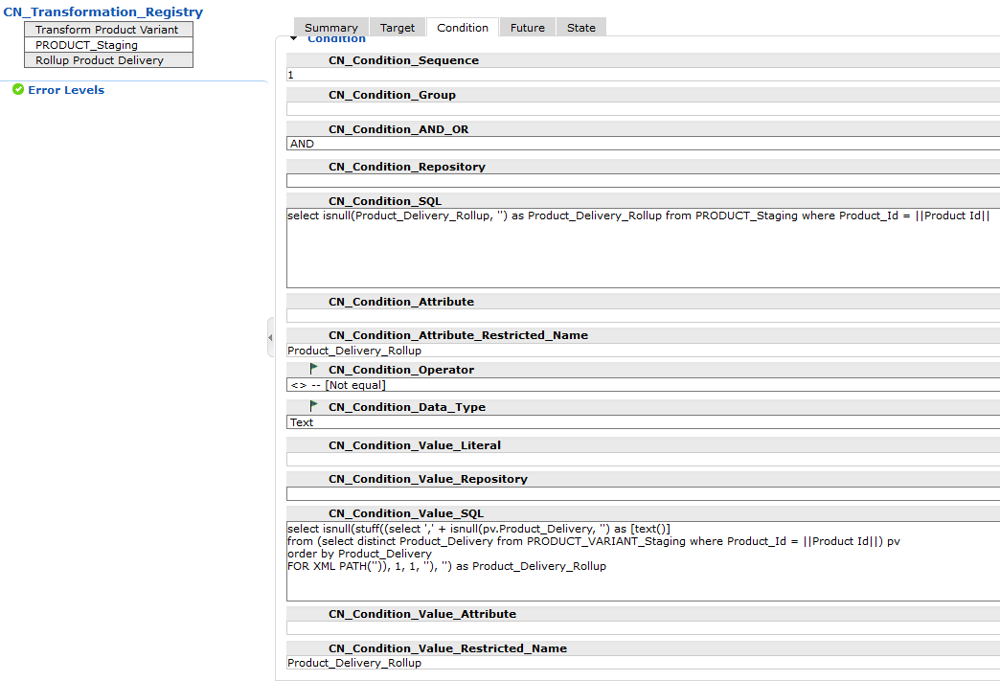 CN_Transformation_Registry
Transform Product Variant
PRODUCT_Staging
Rollup Product Delivery
Error Levels
Summary Target Condition Future State
Condition
CN_Condition_Sequence
1
CN_Condition_Group
CN_Condition_AND_OR
AND
CN_Condition_Repository
CN_Condition_SQL
select isnull(Product_Delivery_Rollup, '') as Product_Delivery_Rollup from PRODUCT_Staging where Product_Id = ||Product Id||
CN_Condition_Attribute
CN_Condition_Attribute_Restricted_Name
Product_Delivery_Rollup
CN_Condition_Operator
<> -- [Not equal]
CN_Condition_Data_Type
Text
CN_Condition_Value_Literal
CN_Condition_Value_Repository
CN_Condition_Value_SQL
select isnull(stuff((select ',' + isnull(pv.Product_Delivery, '') as [text()]
from (select distinct Product_Delivery from PRODUCT_VARIANT_Staging where Product_Id = ||Product Id||) pv
order by Product_Delivery
FOR XML PATH('')), 1, 1, ''), '') as Product_Delivery_Rollup
CN_Condition_Value_Attribute
CN_Condition_Value_Restricted_Name
Product_Delivery_Rollup